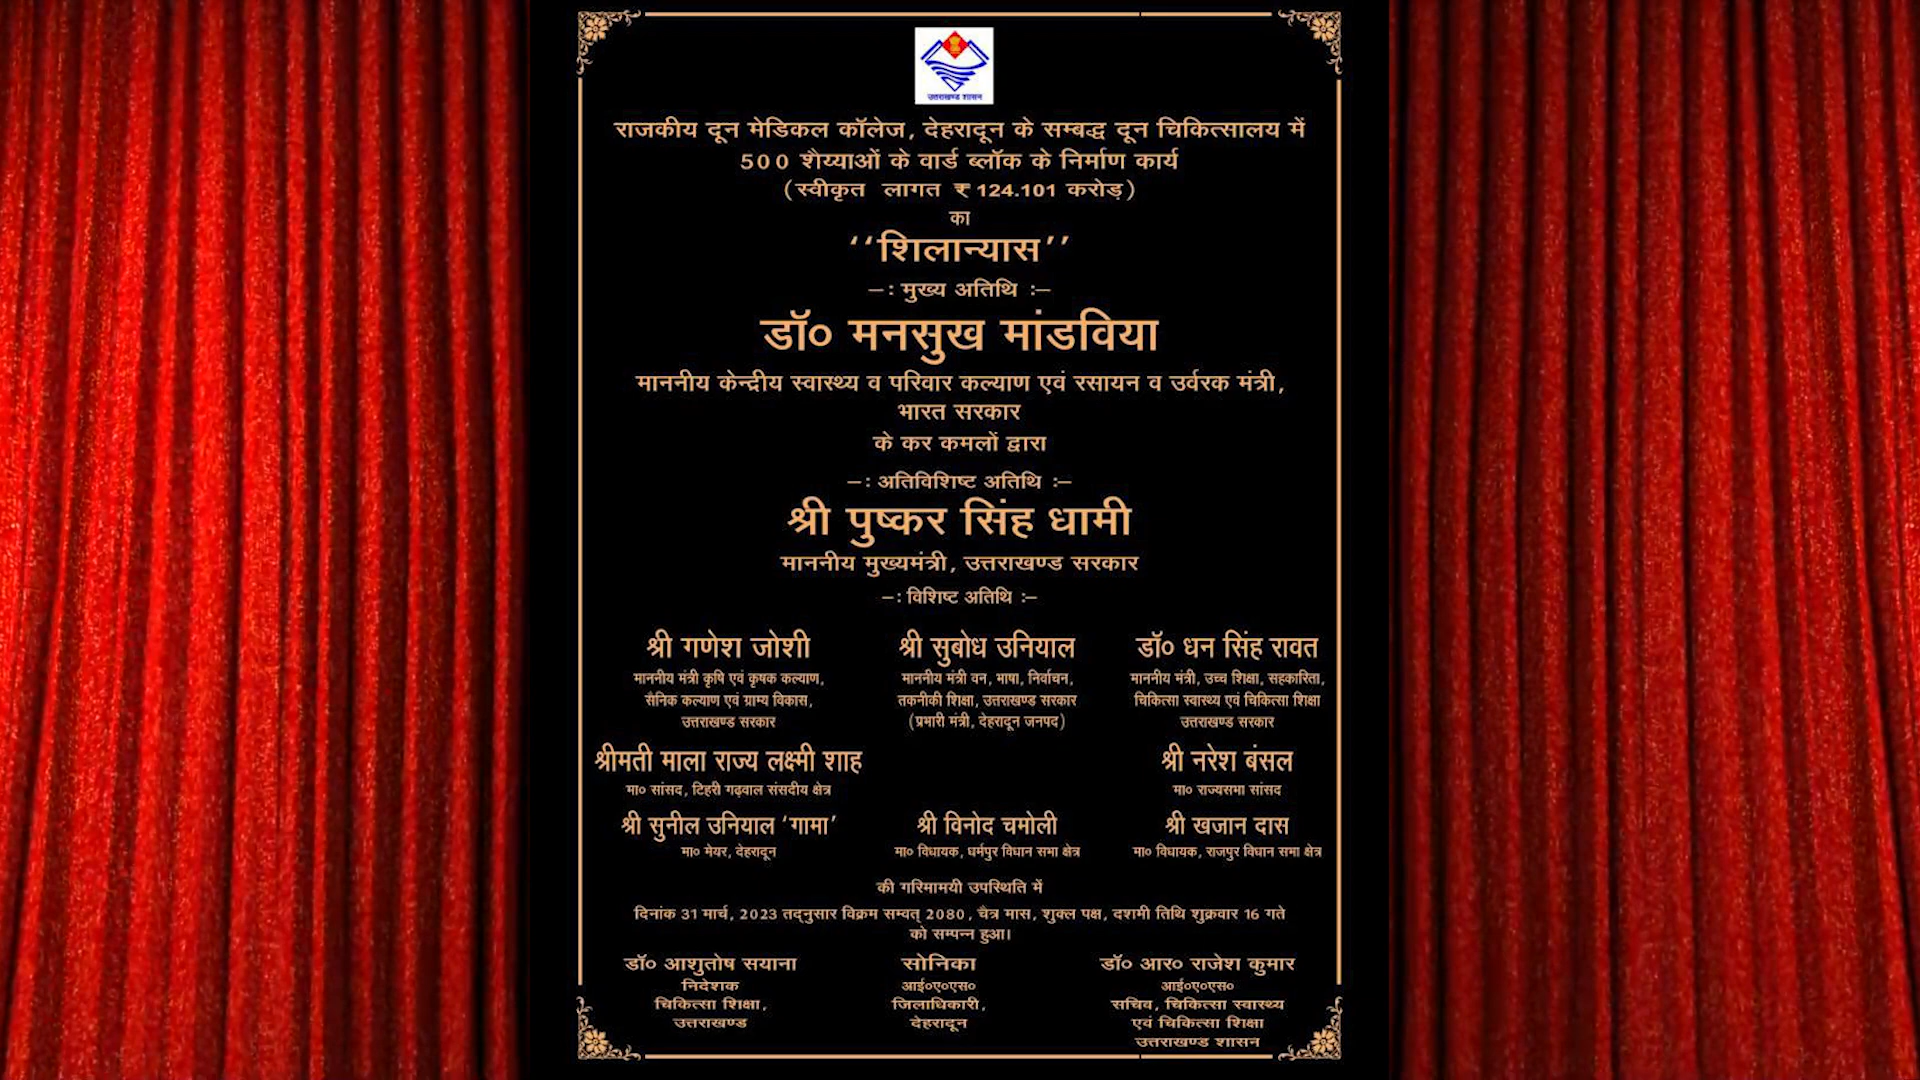 उत्तराखण्ड शासन
राजकीय दून मेडिकल कॉलेज, देहरादून के सम्बद्ध दून चिकित्सालय में
500 शैय्याओं के वार्ड ब्लॉक के निर्माण कार्य
(स्वीकृत लागत ₹ 124.101 करोड़)
का
‘‘शिलान्यास’’
–: मुख्य अतिथि :–
डॉ० मनसुख मांडविया
माननीय केन्द्रीय स्वास्थ्य व परिवार कल्याण एवं रसायन व उर्वरक मंत्री,
भारत सरकार
के कर कमलों द्वारा
–: अतिविशिष्ट अतिथि :–
श्री पुष्कर सिंह धामी
माननीय मुख्यमंत्री, उत्तराखण्ड सरकार
–: विशिष्ट अतिथि :–
श्री गणेश जोशी
माननीय मंत्री कृषि एवं कृषक कल्याण,
सैनिक कल्याण एवं ग्राम्य विकास,
उत्तराखण्ड सरकार
श्री सुबोध उनियाल
माननीय मंत्री वन, भाषा, निर्वाचन,
तकनीकी शिक्षा, उत्तराखण्ड सरकार
(प्रभारी मंत्री, देहरादून जनपद)
डॉ० धन सिंह रावत
माननीय मंत्री, उच्च शिक्षा, सहकारिता,
चिकित्सा स्वास्थ्य एवं चिकित्सा शिक्षा
उत्तराखण्ड सरकार
श्रीमती माला राज्य लक्ष्मी शाह
मा० सांसद, टिहरी गढ़वाल संसदीय क्षेत्र
श्री नरेश बंसल
मा० राज्यसभा सांसद
श्री सुनील उनियाल ‘गामा’
मा० मेयर, देहरादून
श्री विनोद चमोली
मा० विधायक, धर्मपुर विधान सभा क्षेत्र
श्री खजान दास
मा० विधायक, राजपुर विधान सभा क्षेत्र
की गरिमामयी उपस्थिति में
दिनांक 31 मार्च, 2023 तद्नुसार विक्रम सम्वत् 2080, चैत्र मास, शुक्ल पक्ष, दशमी तिथि शुक्रवार 16 गते
को सम्पन्न हुआ।
डॉ० आशुतोष सयाना
निदेशक
चिकित्सा शिक्षा,
उत्तराखण्ड
सोनिका
आई०ए०एस०
जिलाधिकारी,
देहरादून
डॉ० आर० राजेश कुमार
आई०ए०एस०
सचिव, चिकित्सा स्वास्थ्य
एवं चिकित्सा शिक्षा
उत्तराखण्ड शासन